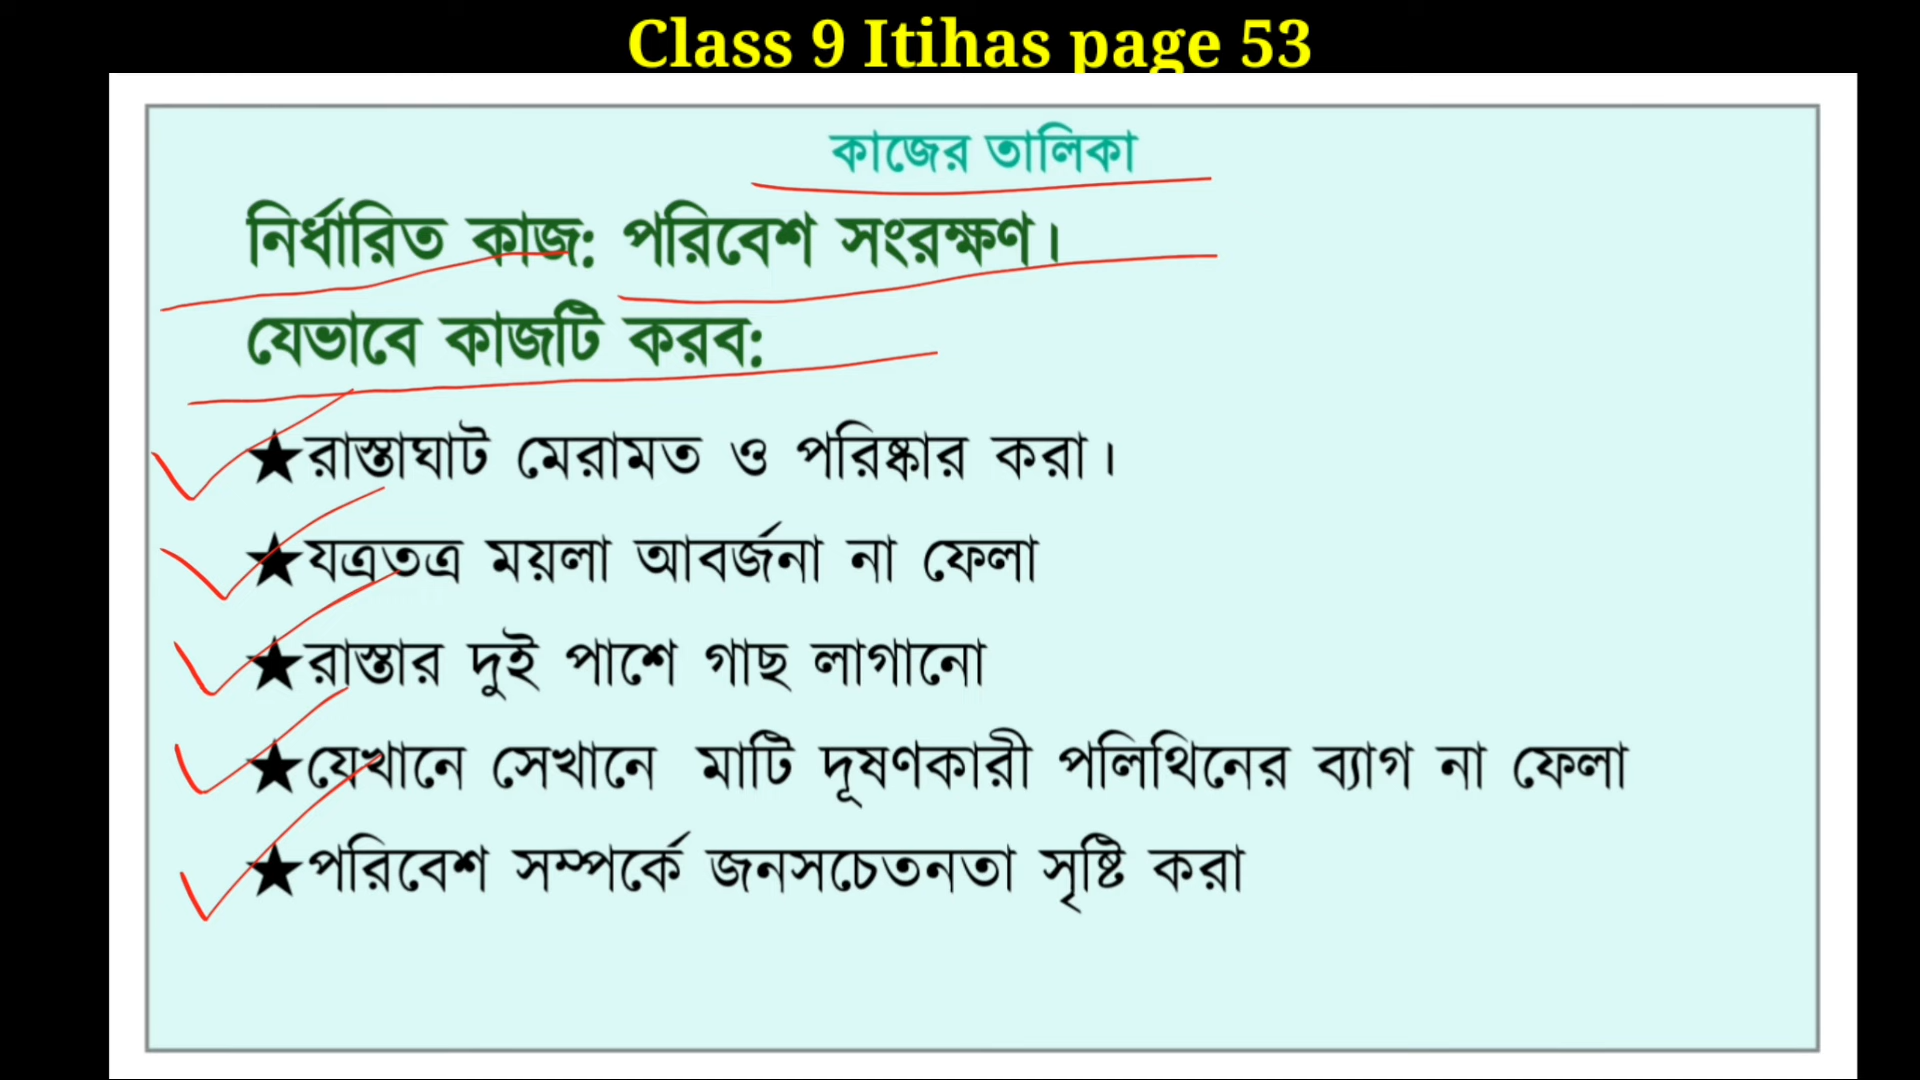 Class 9 Itihas page 53
কাজের তালিকা
নির্ধারিত কাজ: পরিবেশ সংরক্ষণ।
যেভাবে কাজটি করব:
★রাস্তাঘাট মেরামত ও পরিষ্কার করা।
★যত্রতত্র ময়লা আবর্জনা না ফেলা
★রাস্তার দুই পাশে গাছ লাগানো
★যেখানে সেখানে মাটি দূষণকারী পলিথিনের ব্যাগ না ফেলা
★পরিবেশ সম্পর্কে জনসচেতনতা সৃষ্টি করা